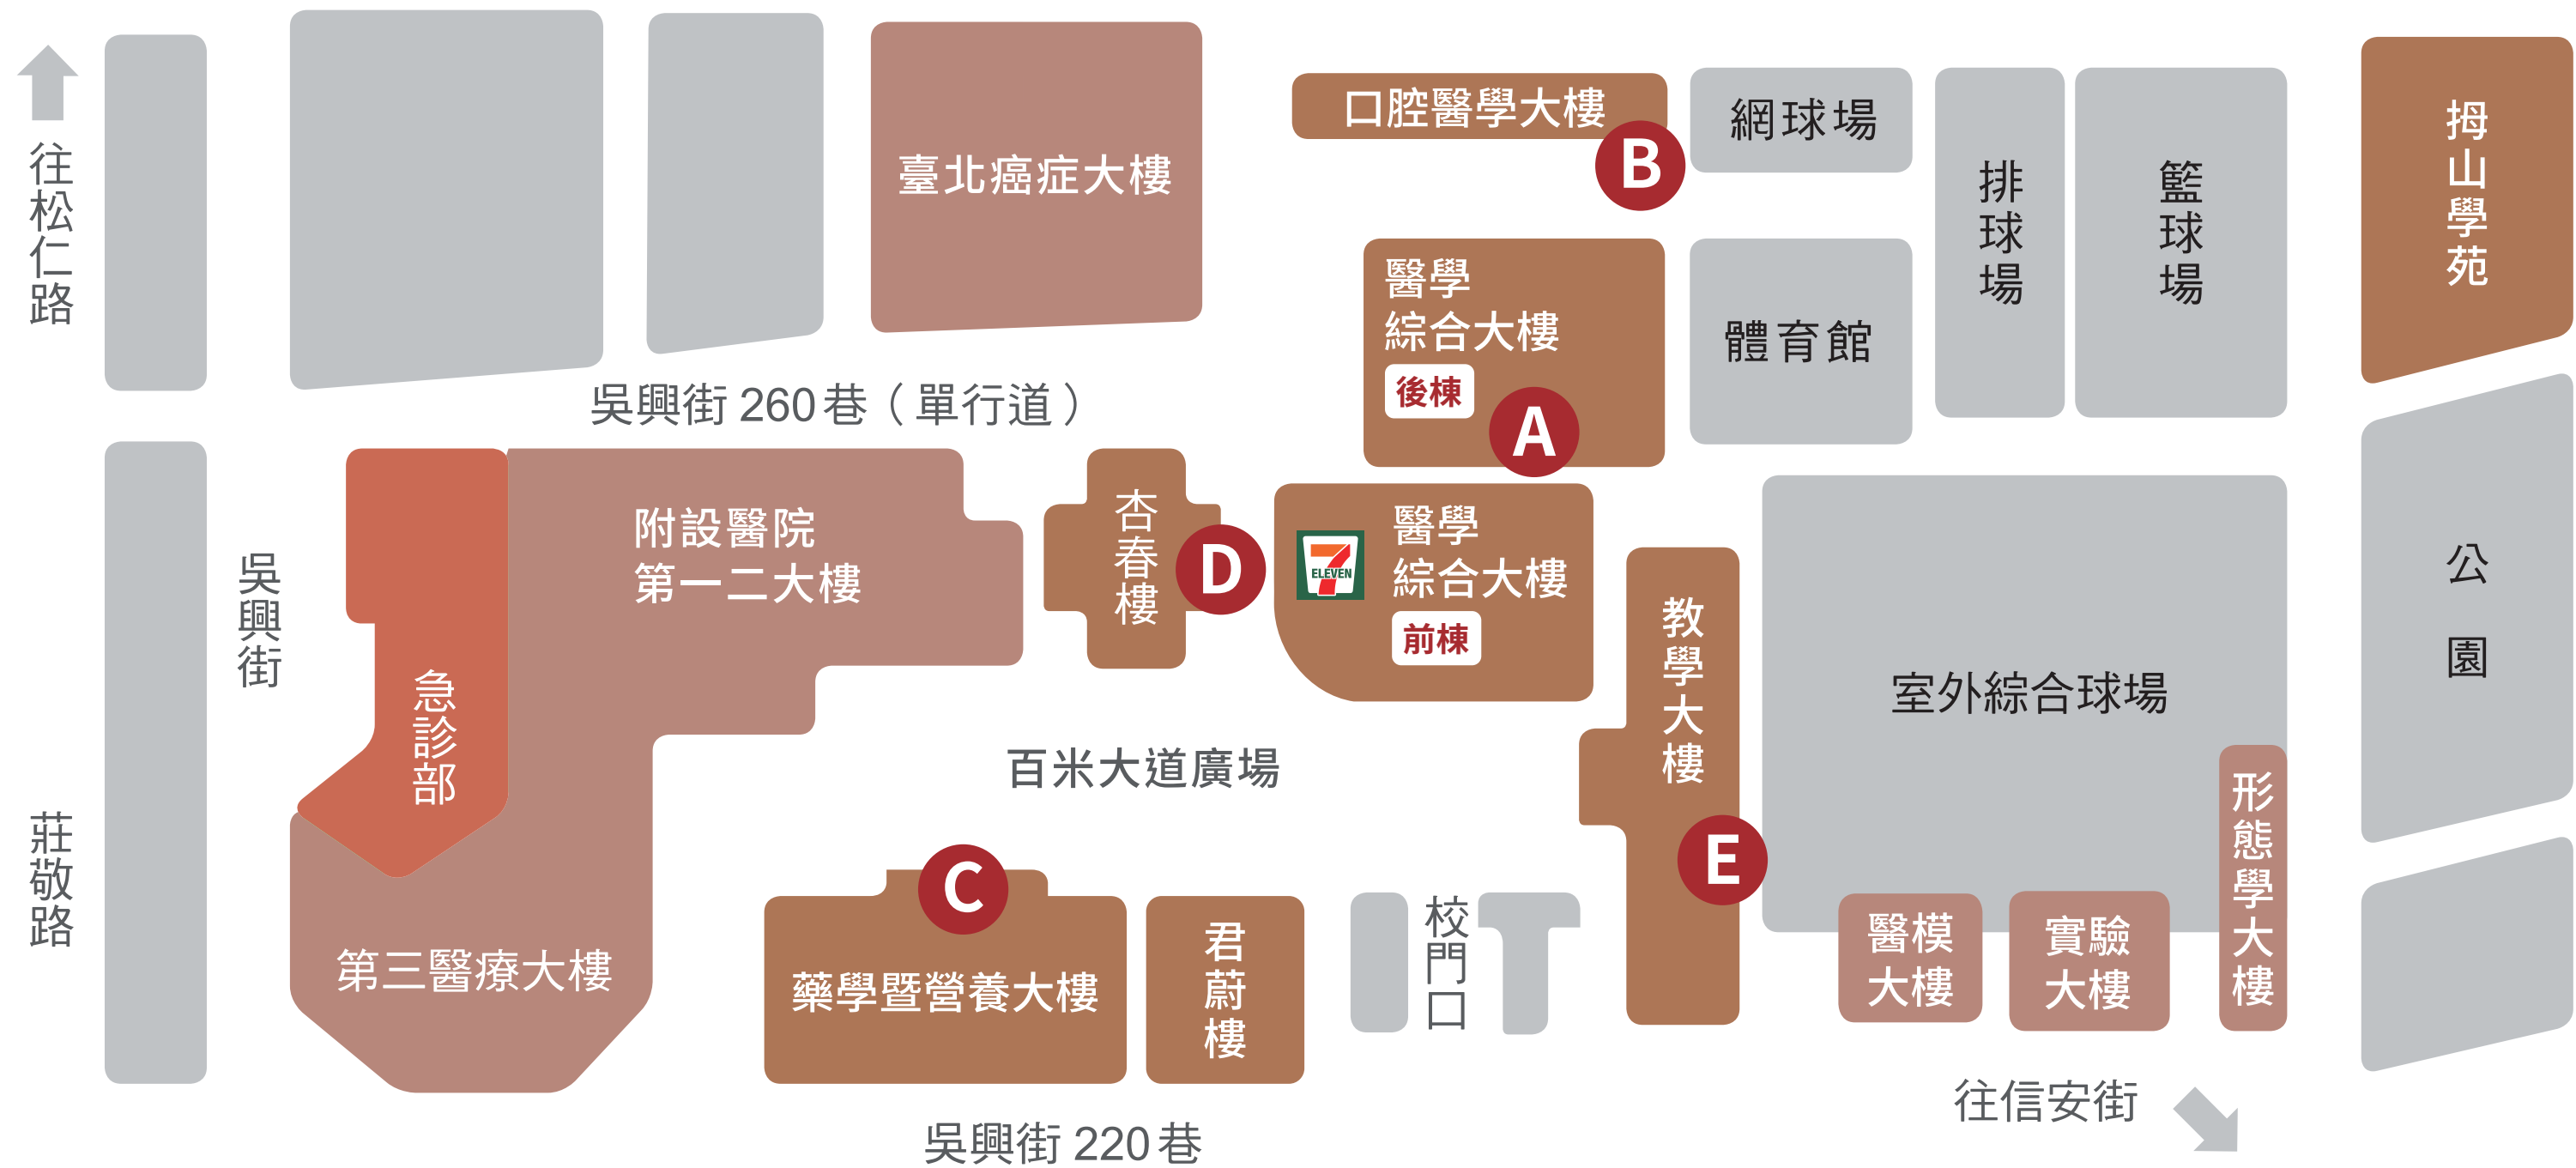 往松仁路
臺北癌症大樓
口腔醫學大樓
B
網球場
排球場
籃球場
拇山學苑
醫學
綜合大樓
後棟
A
體育館
吳興街 260 巷（單行道）
吳興街
急診部
附設醫院
第一二大樓
杏春樓
D
7
ELEVEN
醫學
綜合大樓
前棟
教學大樓
E
室外綜合球場
公園
百米大道廣場
莊敬路
第三醫療大樓
C
藥學暨營養大樓
君蔚樓
校門口
醫模
大樓
實驗
大樓
形態學大樓
往信安街
吳興街 220 巷